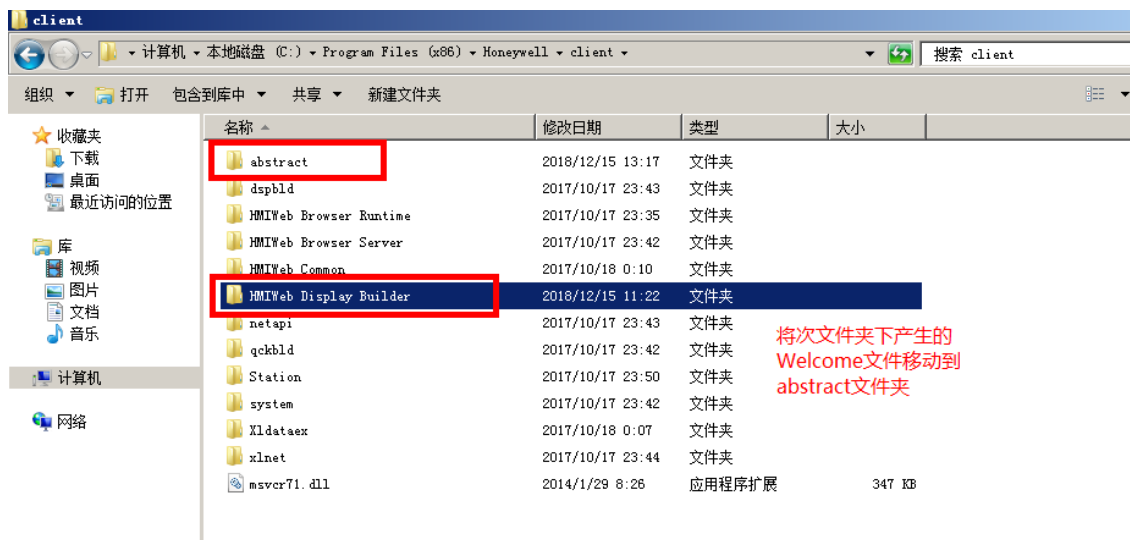 client
计算机 本地磁盘 (C:) Program Files (x86) Honeywell client
搜索 client
组织 打开 包含到库中 共享 新建文件夹
名称 修改日期 类型 大小
收藏夹
下载
桌面
最近访问的位置
库
视频
图片
文档
音乐
计算机
网络
abstract 2018/12/15 13:17 文件夹
dspbld 2017/10/17 23:43 文件夹
HMIWeb Browser Runtime 2017/10/17 23:35 文件夹
HMIWeb Browser Server 2017/10/17 23:42 文件夹
HMIWeb Common 2017/10/18 0:10 文件夹
HMIWeb Display Builder 2018/12/15 11:22 文件夹
netapi 2017/10/17 23:43 文件夹
qckbld 2017/10/17 23:42 文件夹
Station 2017/10/17 23:50 文件夹
system 2017/10/17 23:42 文件夹
Xldataex 2017/10/18 0:07 文件夹
xlnet 2017/10/17 23:44 文件夹
msvcr71.dll 2014/1/29 8:26 应用程序扩展 347 KB
将次文件夹下产生的
Welcome文件移动到
abstract文件夹